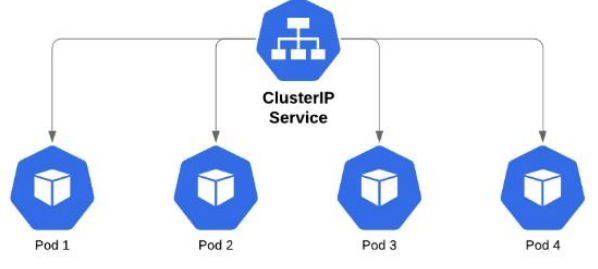 ClusterIP
Service
Pod 1
Pod 2
Pod 3
Pod 4